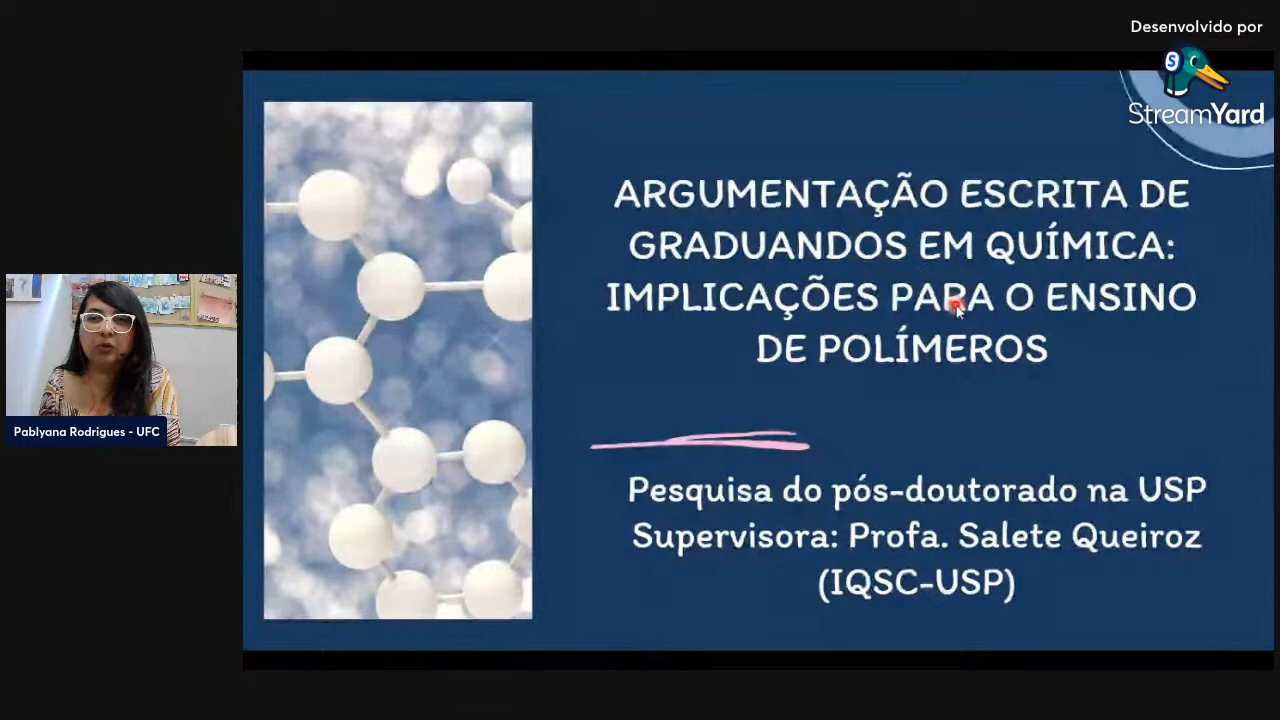 Desenvolvido por
S
StreamYard
ARGUMENTAÇÃO ESCRITA DE
GRADUANDOS EM QUÍMICA:
IMPLICAÇÕES PARA O ENSINO
DE POLÍMEROS
Pesquisa do pós-doutorado na USP
Supervisora: Profa. Salete Queiroz
(IQSC-USP)
Pablyana Rodrigues - UFC